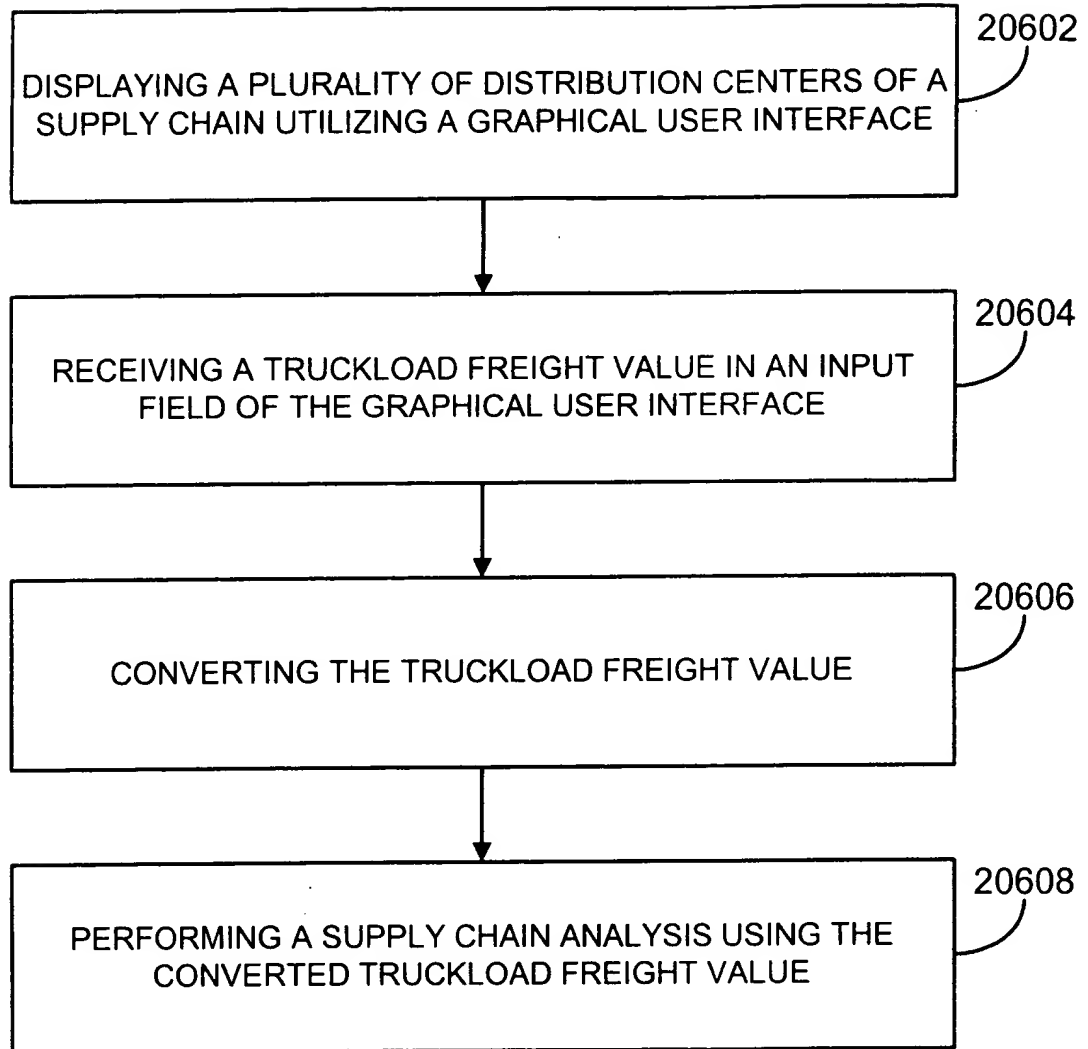 20602
DISPLAYING A PLURALITY OF DISTRIBUTION CENTERS OF A
SUPPLY CHAIN UTILIZING A GRAPHICAL USER INTERFACE
20604
RECEIVING A TRUCKLOAD FREIGHT VALUE IN AN INPUT
FIELD OF THE GRAPHICAL USER INTERFACE
20606
CONVERTING THE TRUCKLOAD FREIGHT VALUE
20608
PERFORMING A SUPPLY CHAIN ANALYSIS USING THE
CONVERTED TRUCKLOAD FREIGHT VALUE